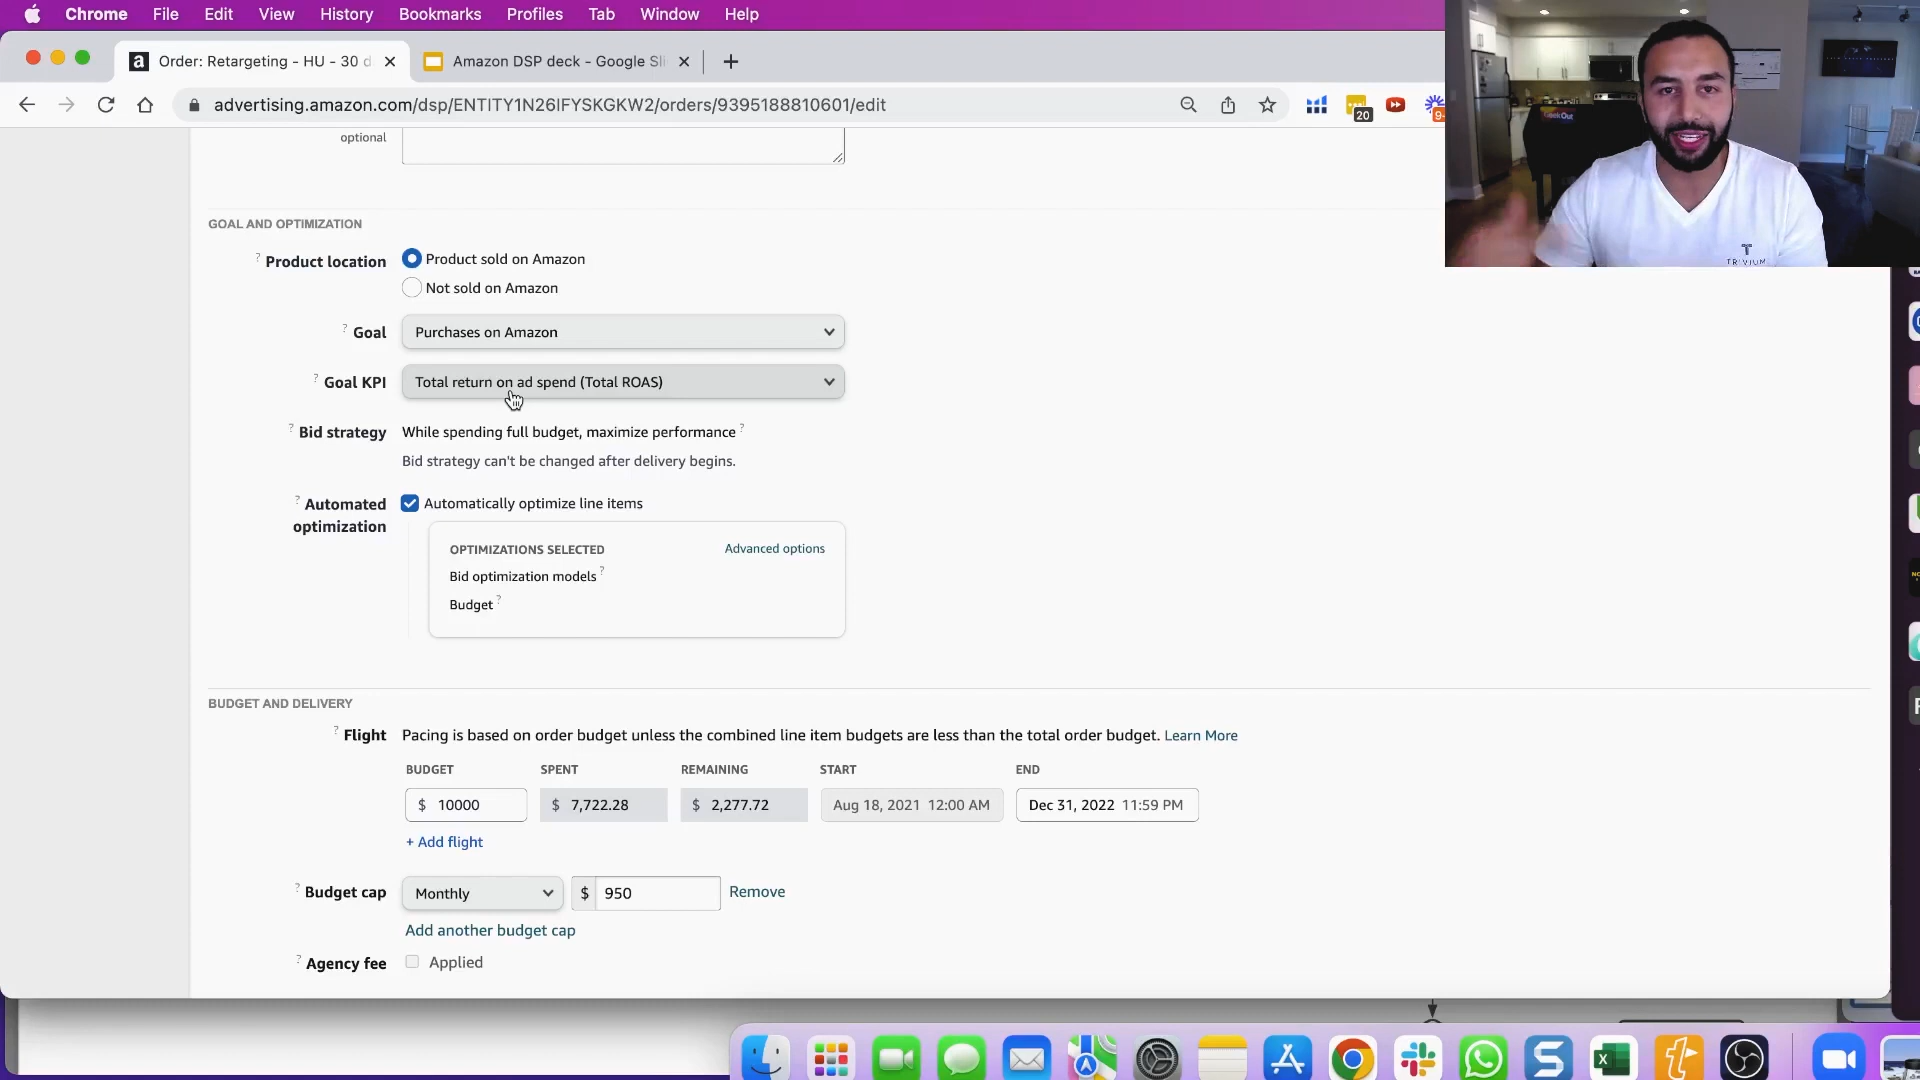 Chrome File Edit View History Bookmarks Profiles Tab Window Help
a Order: Retargeting - HU - 30 d
Amazon DSP deck - Google Sli
advertising.amazon.com/dsp/ENTITY1N26IFYSKGKW2/orders/9395188810601/edit
20
9+
Geek Out
TRIVIUM
optional
GOAL AND OPTIMIZATION
? Product location
Product sold on Amazon
Not sold on Amazon
? Goal
Purchases on Amazon
? Goal KPI
Total return on ad spend (Total ROAS)
? Bid strategy
While spending full budget, maximize performance ?
Bid strategy can't be changed after delivery begins.
? Automated optimization
Automatically optimize line items
OPTIMIZATIONS SELECTED
Advanced options
Bid optimization models ?
Budget ?
BUDGET AND DELIVERY
? Flight
Pacing is based on order budget unless the combined line item budgets are less than the total order budget. Learn More
BUDGET SPENT REMAINING START END
$ 10000 $ 7,722.28 $ 2,277.72 Aug 18, 2021 12:00 AM Dec 31, 2022 11:59 PM
+ Add flight
? Budget cap
Monthly $ 950 Remove
Add another budget cap
? Agency fee
Applied